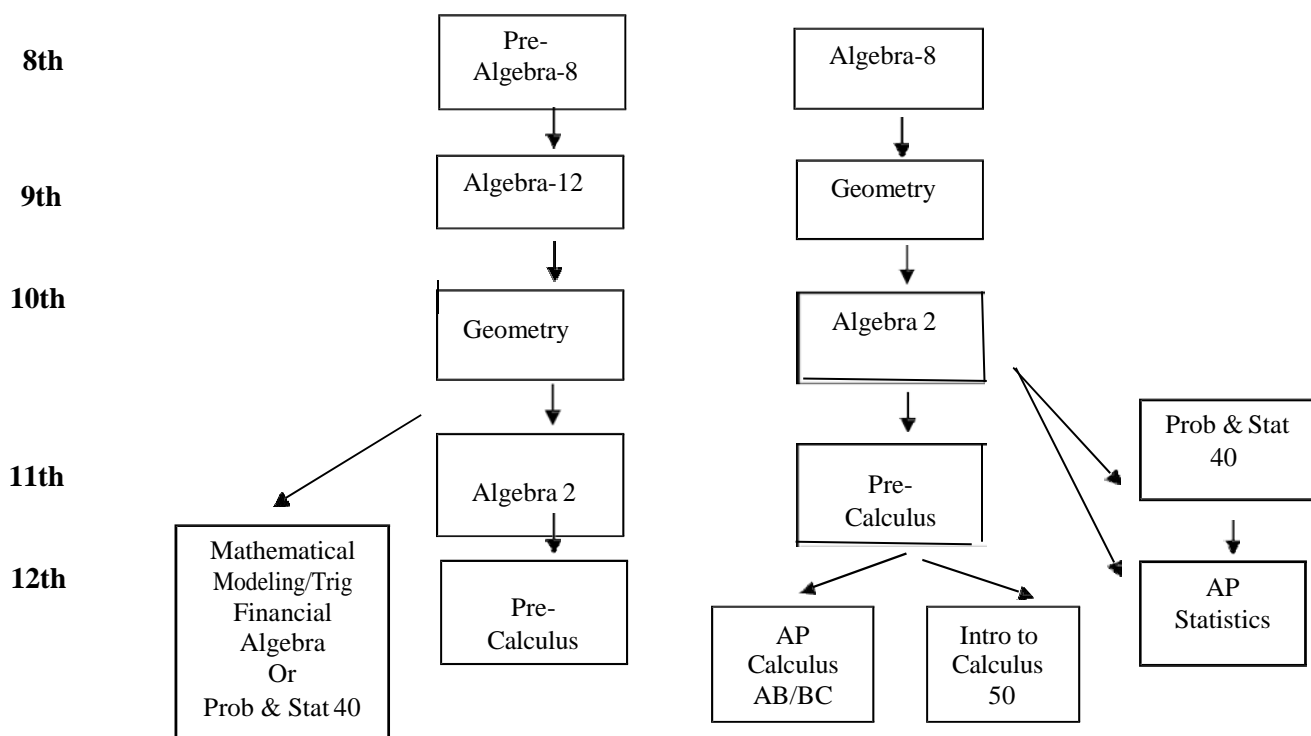 8th
Pre-
Algebra-8
Algebra-8
9th
Algebra-12
Geometry
10th
Geometry
Algebra 2
Prob & Stat
40
11th
Algebra 2
Pre-
Calculus
12th
Mathematical
Modeling/Trig
Financial
Algebra
Or
Prob & Stat 40
Pre-
Calculus
AP
Calculus
AB/BC
Intro to
Calculus
50
AP
Statistics